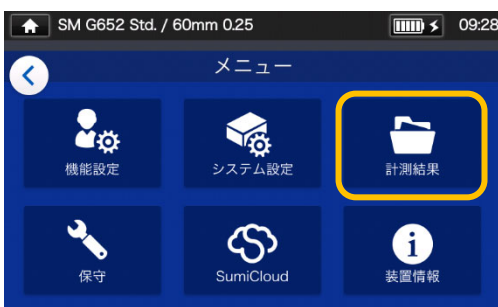 SM G652 Std. / 60mm 0.25
09:28
メニュー
機能設定
システム設定
計測結果
保守
SumiCloud
装置情報